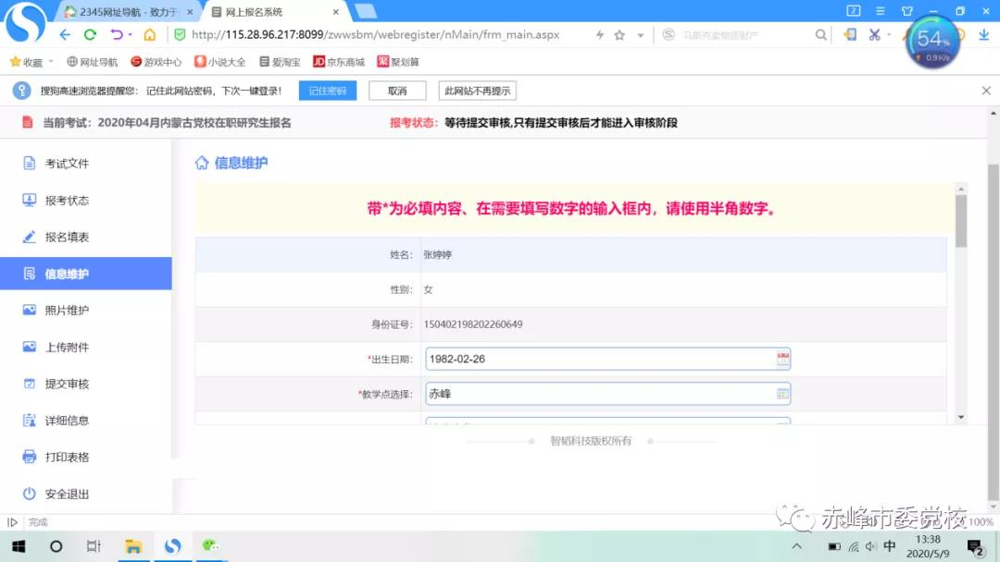 2345网址导航 - 致力于
网上报名系统
2
http://115.28.96.217:8099/zwwsbm/webregister/nMain/frm_main.aspx
马斯克卖物质财产
54%
0.9K/s
收藏
网址导航
游戏中心
小说大全
爱淘宝
京东商城
聚划算
搜狗高速浏览器提醒您： 记住此网站密码，下次一键登录！
记住密码
取消
此网站不再提示
当前考试：2020年04月内蒙古党校在职研究生报名
报考状态：等待提交审核,只有提交审核后才能进入审核阶段
考试文件
报考状态
报名填表
信息维护
照片维护
上传附件
提交审核
详细信息
打印表格
安全退出
信息维护
带*为必填内容、在需要填写数字的输入框内，请使用半角数字。
姓名：张婷婷
性别：女
身份证号：150402198202260649
*出生日期：1982-02-26
*教学点选择：赤峰
智韬科技版权所有
赤峰市委党校
完成
100%
中
13:38
2020/5/9
2